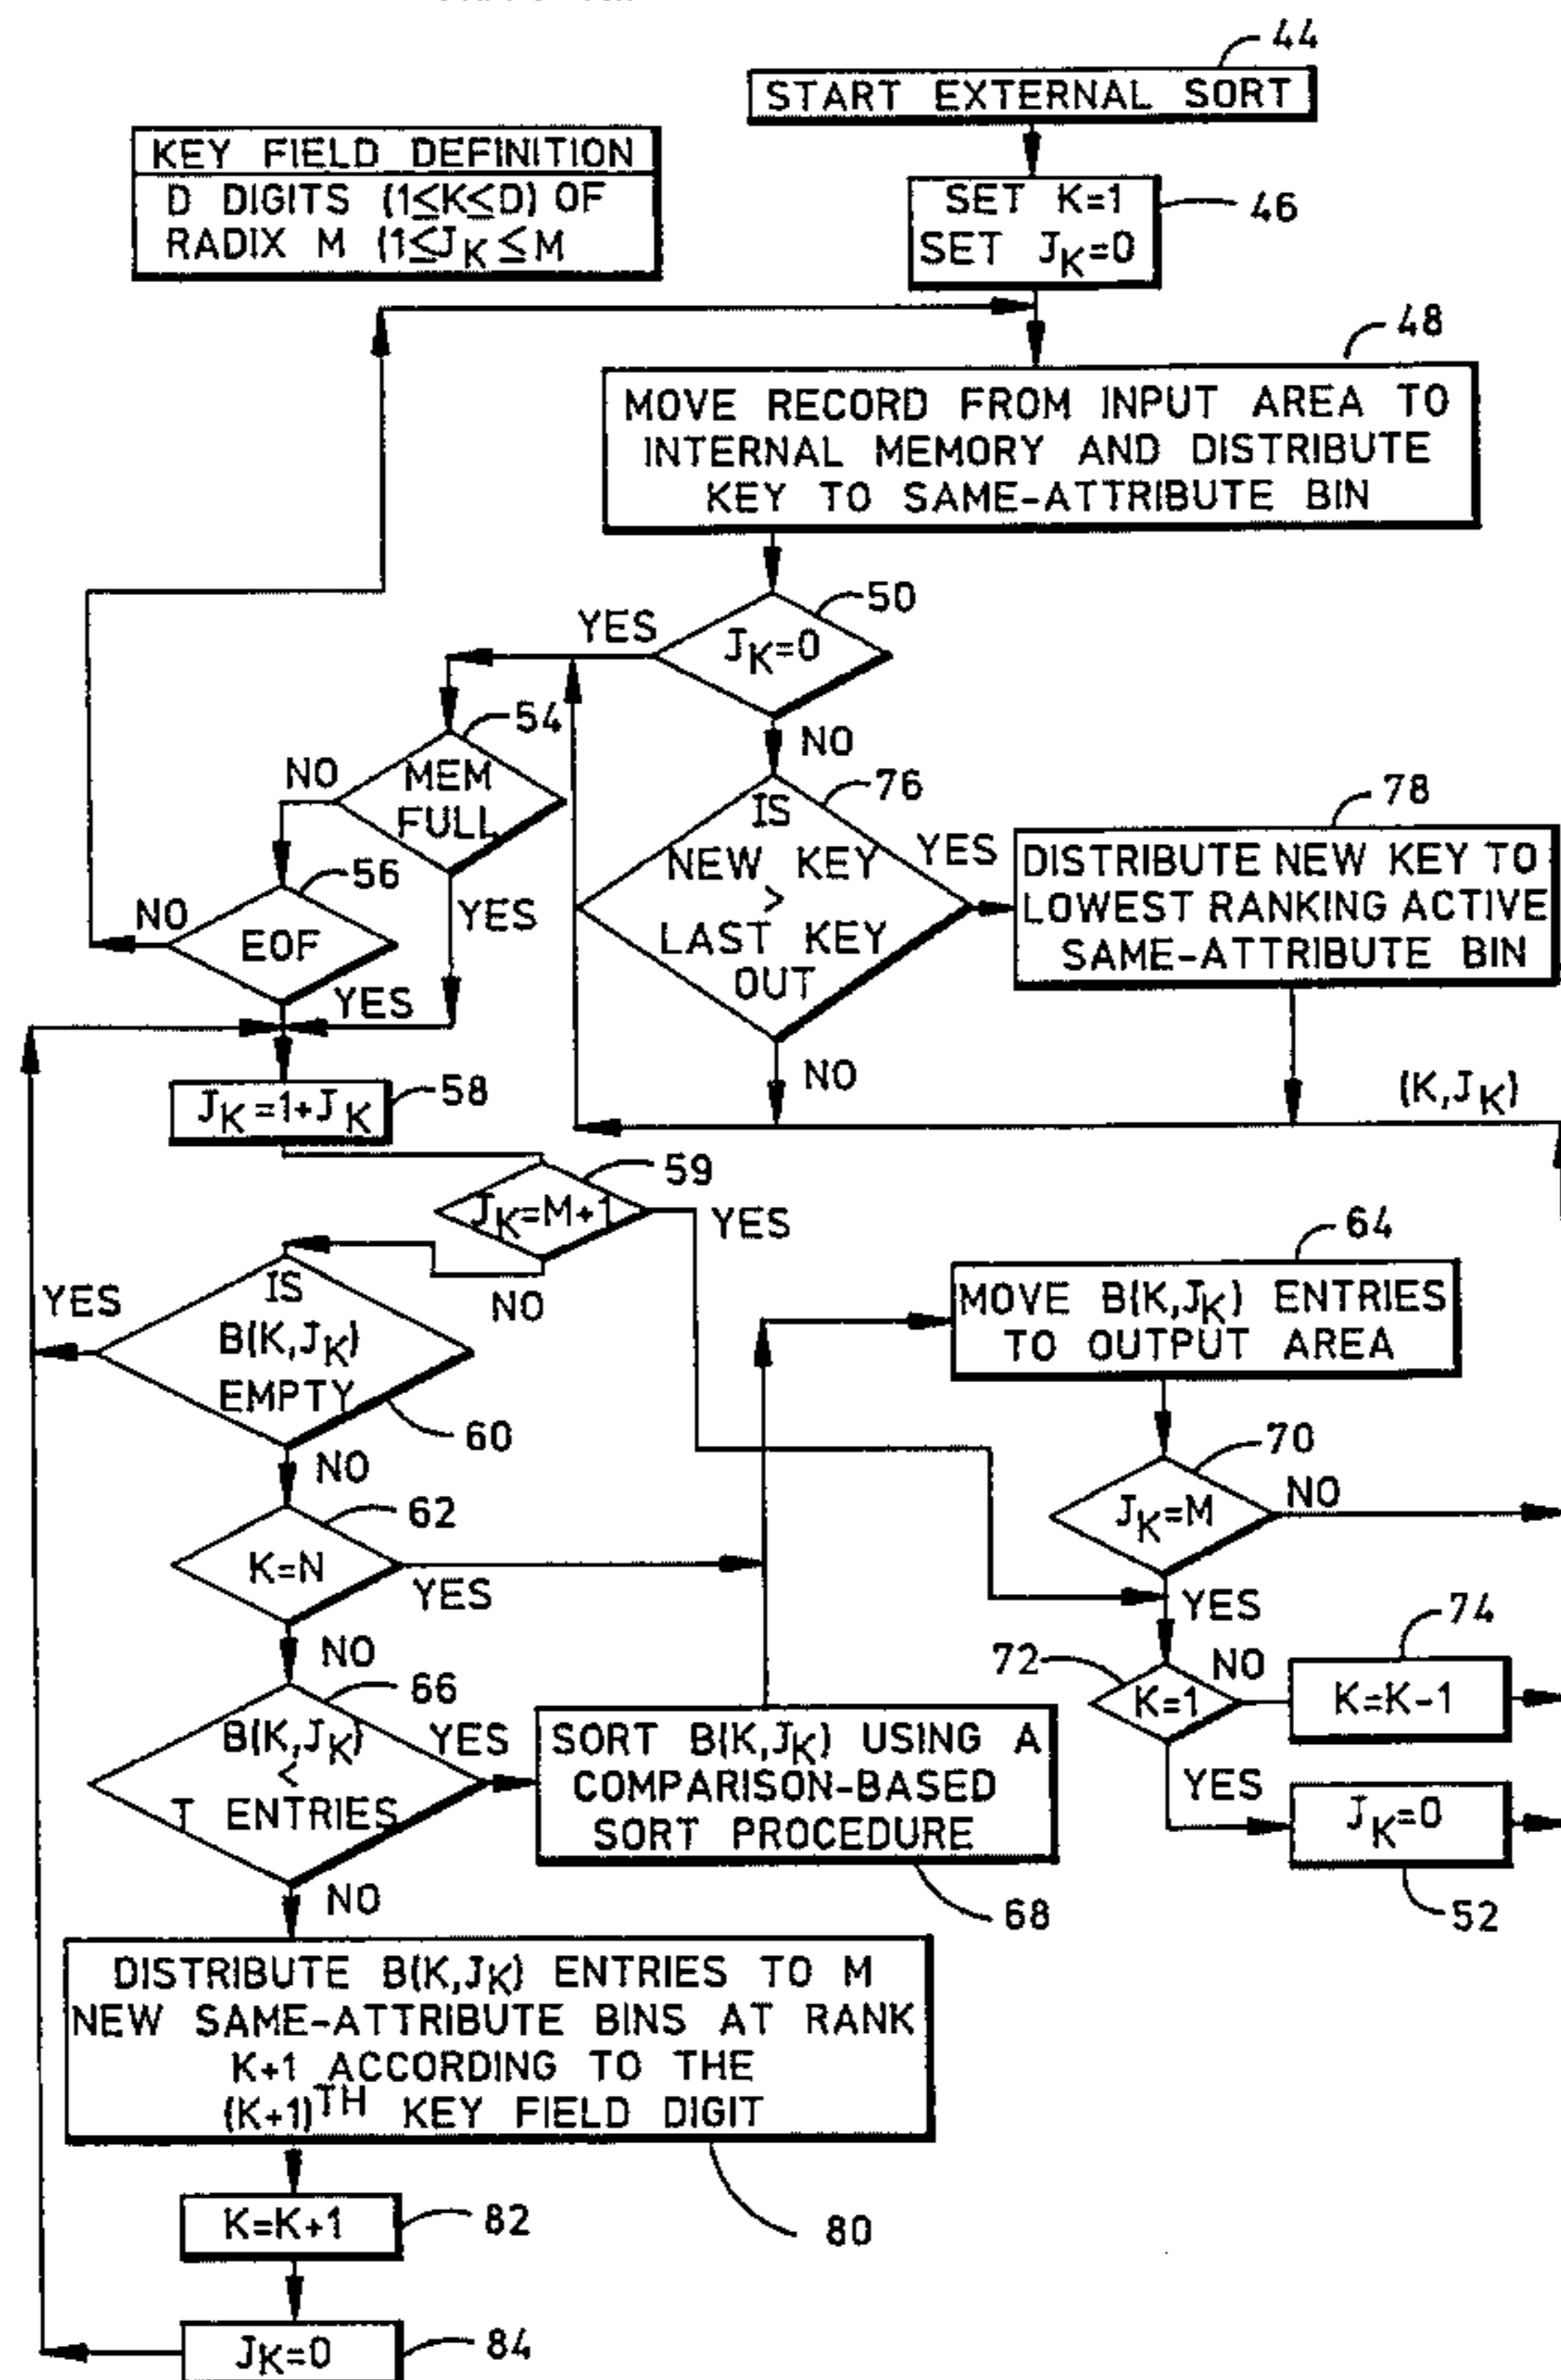 44
START EXTERNAL SORT
KEY FIELD DEFINITION
D DIGITS (1≤K≤D) OF
RADIX M (1≤J_K≤M
SET K=1
SET J_K=0
46
48
MOVE RECORD FROM INPUT AREA TO
INTERNAL MEMORY AND DISTRIBUTE
KEY TO SAME-ATTRIBUTE BIN
50
YES
J_K=0
NO
54
MEM
FULL
NO
YES
56
EOF
NO
YES
76
IS
NEW KEY
>
LAST KEY
OUT
YES
NO
78
DISTRIBUTE NEW KEY TO
LOWEST RANKING ACTIVE
SAME-ATTRIBUTE BIN
(K,J_K)
J_K=1+J_K
58
59
J_K=M+1
YES
NO
IS
B(K,J_K)
EMPTY
YES
60
NO
64
MOVE B(K,J_K) ENTRIES
TO OUTPUT AREA
62
K=N
YES
NO
70
J_K=M
NO
YES
66
B(K,J_K)
<
T ENTRIES
YES
NO
SORT B(K,J_K) USING A
COMPARISON-BASED
SORT PROCEDURE
68
72
K=1
NO
YES
74
K=K-1
J_K=0
52
DISTRIBUTE B(K,J_K) ENTRIES TO M
NEW SAME-ATTRIBUTE BINS AT RANK
K+1 ACCORDING TO THE
(K+1)TH KEY FIELD DIGIT
80
K=K+1
82
J_K=0
84